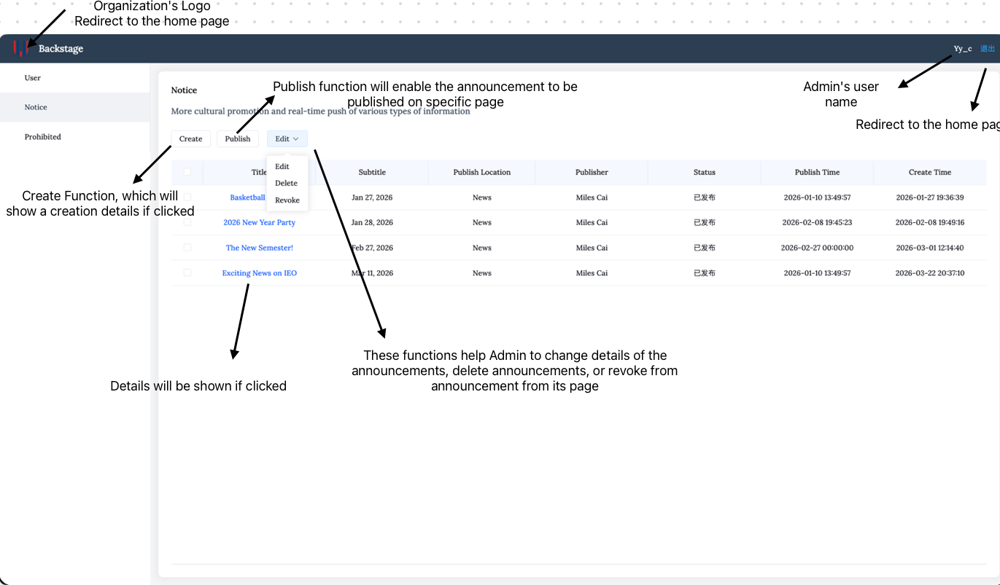 Organization's Logo
Redirect to the home page
Backstage
Yy_c 退出
User
Notice
Prohibited
Notice
Publish function will enable the announcement to be
published on specific page
More cultural promotion and real-time push of various types of information
Admin's user
name
Redirect to the home
Create Publish Edit
Edit
Delete
Revoke
Title Subtitle Publish Location Publisher Status Publish Time Create Time
Create Function, which will
show a creation details if clicked
Basketball Jan 27, 2026 News Miles Cai 已发布 2026-01-10 13:49:57 2026-01-27 19:36:39
2026 New Year Party Jan 28, 2026 News Miles Cai 已发布 2026-02-08 19:45:23 2026-02-08 19:49:16
The New Semester! Feb 27, 2026 News Miles Cai 已发布 2026-02-27 00:00:00 2026-03-01 12:14:40
Exciting News on IEO Mar 11, 2026 News Miles Cai 已发布 2026-01-10 13:49:57 2026-03-22 20:37:10
These functions help Admin to change details of the
announcements, delete announcements, or revoke from
announcement from its page
Details will be shown if clicked